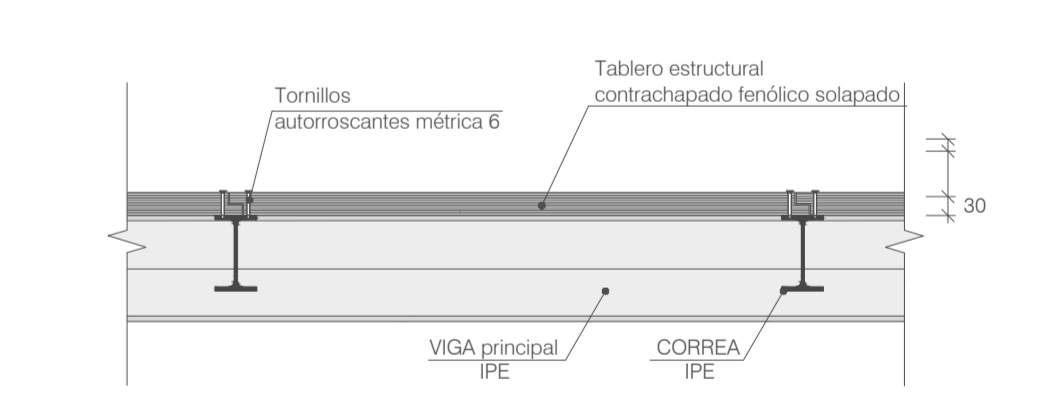 Tablero estructural
contrachapado fenólico solapado
Tornillos
autorroscantes métrica 6
30
VIGA principal
IPE
CORREA
IPE